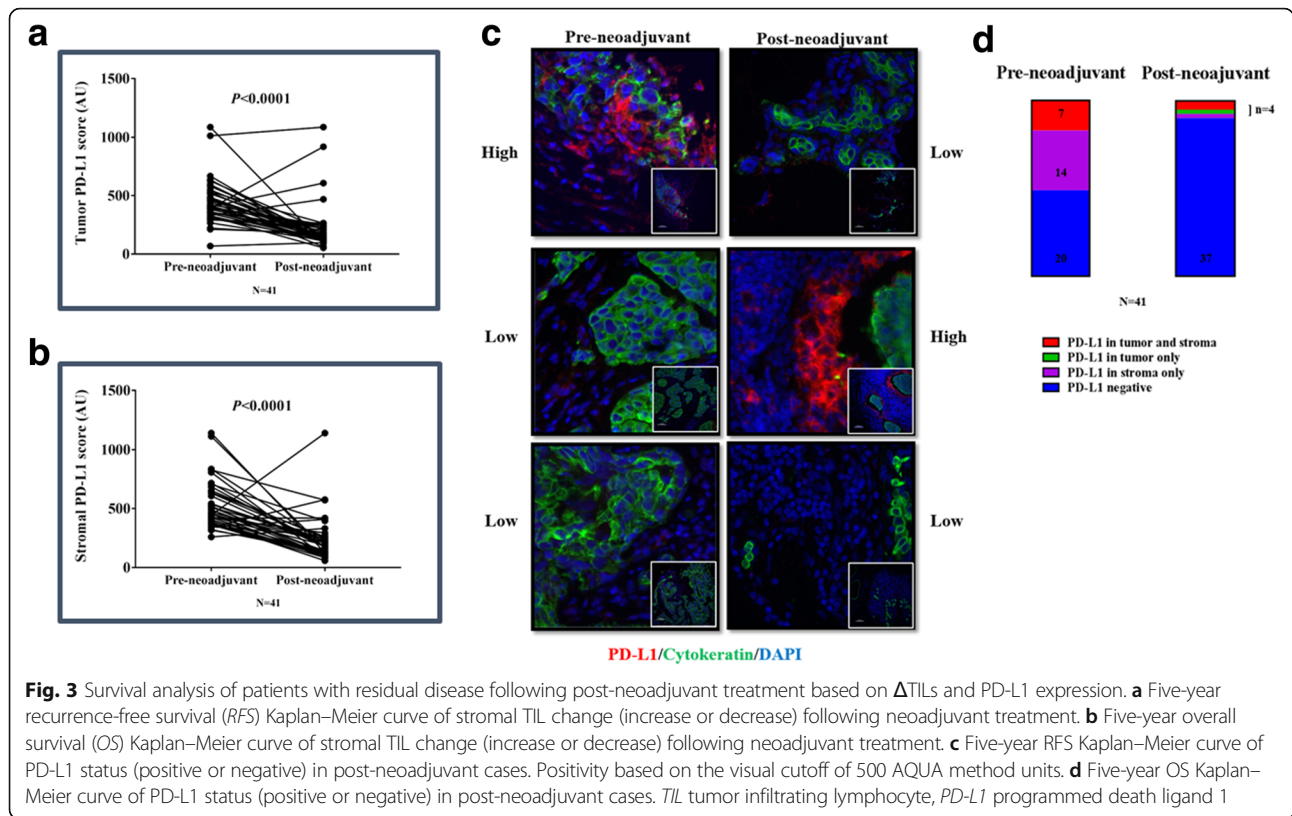 a
1500
1000
500
0
Tumor PD-L1 score (AU)
P<0.0001
Pre-neoadjuvant Post-neoadjuvant
N=41
b
1500
1000
500
0
Stromal PD-L1 score (AU)
P<0.0001
Pre-neoadjuvant Post-neoadjuvant
N=41
c
Pre-neoadjuvant Post-neoadjuvant
High Low
Low High
Low Low
PD-L1/Cytokeratin/DAPI
d
Pre-neoadjuvant Post-neoajuvant
7
14
20
] n=4
37
N=41
PD-L1 in tumor and stroma
PD-L1 in tumor only
PD-L1 in stroma only
PD-L1 negative
Fig. 3 Survival analysis of patients with residual disease following post-neoadjuvant treatment based on ΔTILs and PD-L1 expression. a Five-year
recurrence-free survival (RFS) Kaplan–Meier curve of stromal TIL change (increase or decrease) following neoadjuvant treatment. b Five-year overall
survival (OS) Kaplan–Meier curve of stromal TIL change (increase or decrease) following neoadjuvant treatment. c Five-year RFS Kaplan–Meier curve of
PD-L1 status (positive or negative) in post-neoadjuvant cases. Positivity based on the visual cutoff of 500 AQUA method units. d Five-year OS Kaplan–
Meier curve of PD-L1 status (positive or negative) in post-neoadjuvant cases. TIL tumor infiltrating lymphocyte, PD-L1 programmed death ligand 1